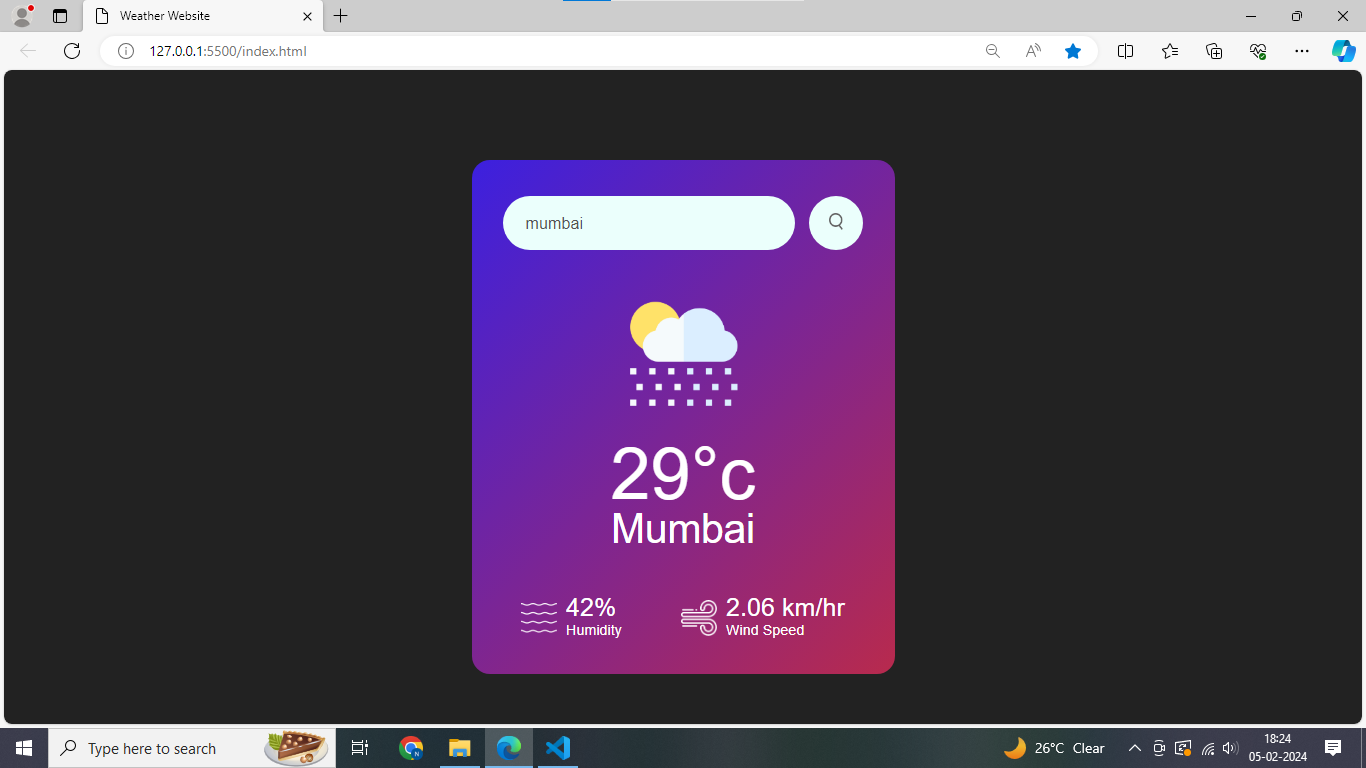 Weather Website
127.0.0.1:5500/index.html
mumbai
29°c
Mumbai
42%
Humidity
2.06 km/hr
Wind Speed
Type here to search
26°C Clear
18:24
05-02-2024